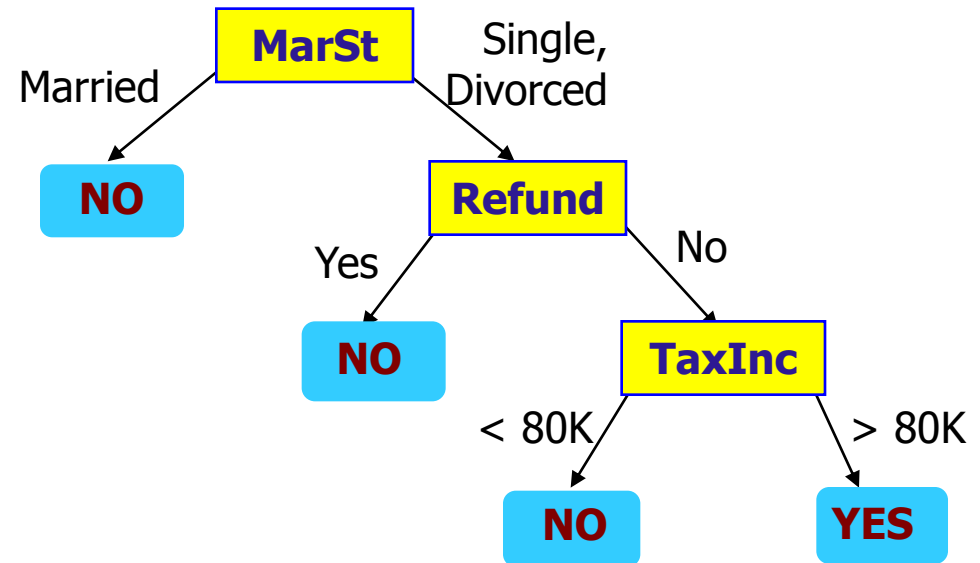 MarSt
Single,
Divorced
Married
NO
Refund
Yes
No
NO
TaxInc
< 80K
> 80K
NO
YES